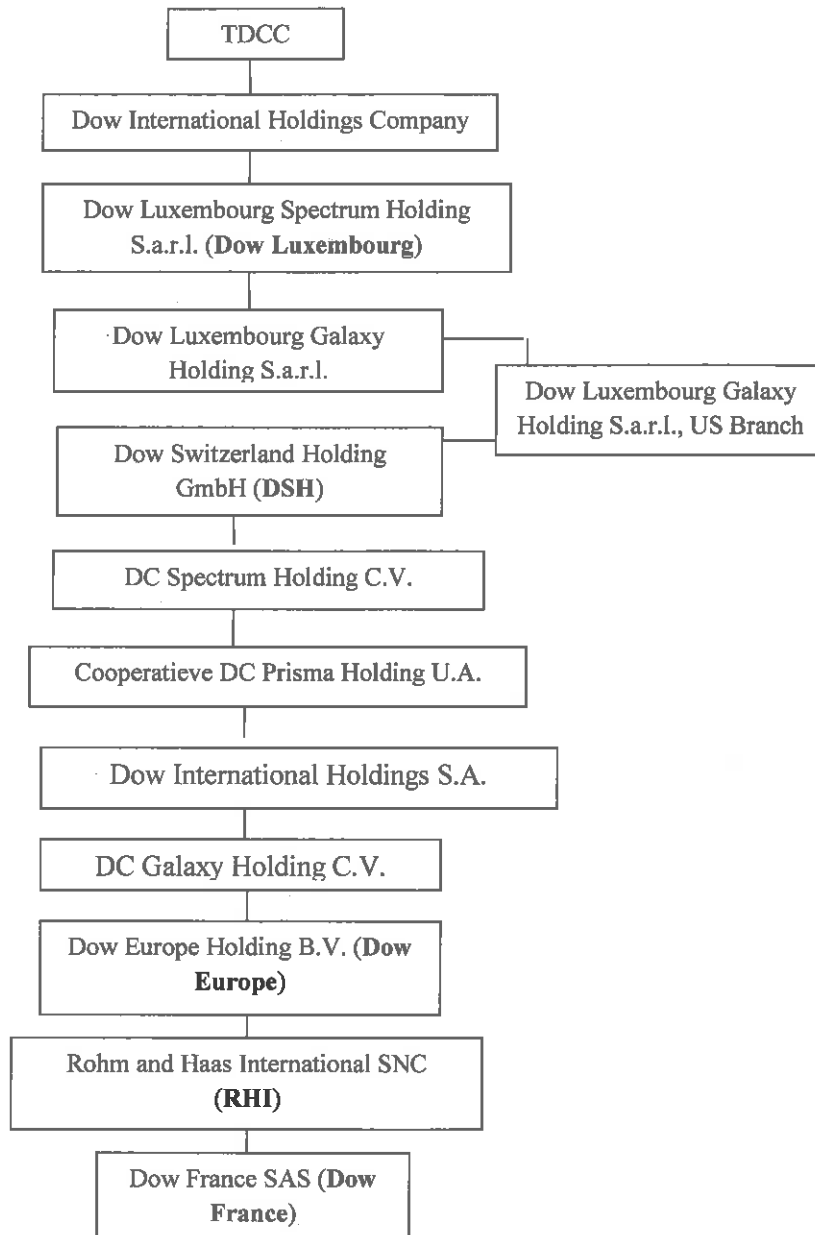 TDCC
Dow International Holdings Company
Dow Luxembourg Spectrum Holding
S.a.r.l. (Dow Luxembourg)
Dow Luxembourg Galaxy
Holding S.a.r.l.
Dow Luxembourg Galaxy
Holding S.a.r.l., US Branch
Dow Switzerland Holding
GmbH (DSH)
DC Spectrum Holding C.V.
Cooperatieve DC Prisma Holding U.A.
Dow International Holdings S.A.
DC Galaxy Holding C.V.
Dow Europe Holding B.V. (Dow
Europe)
Rohm and Haas International SNC
(RHI)
Dow France SAS (Dow
France)